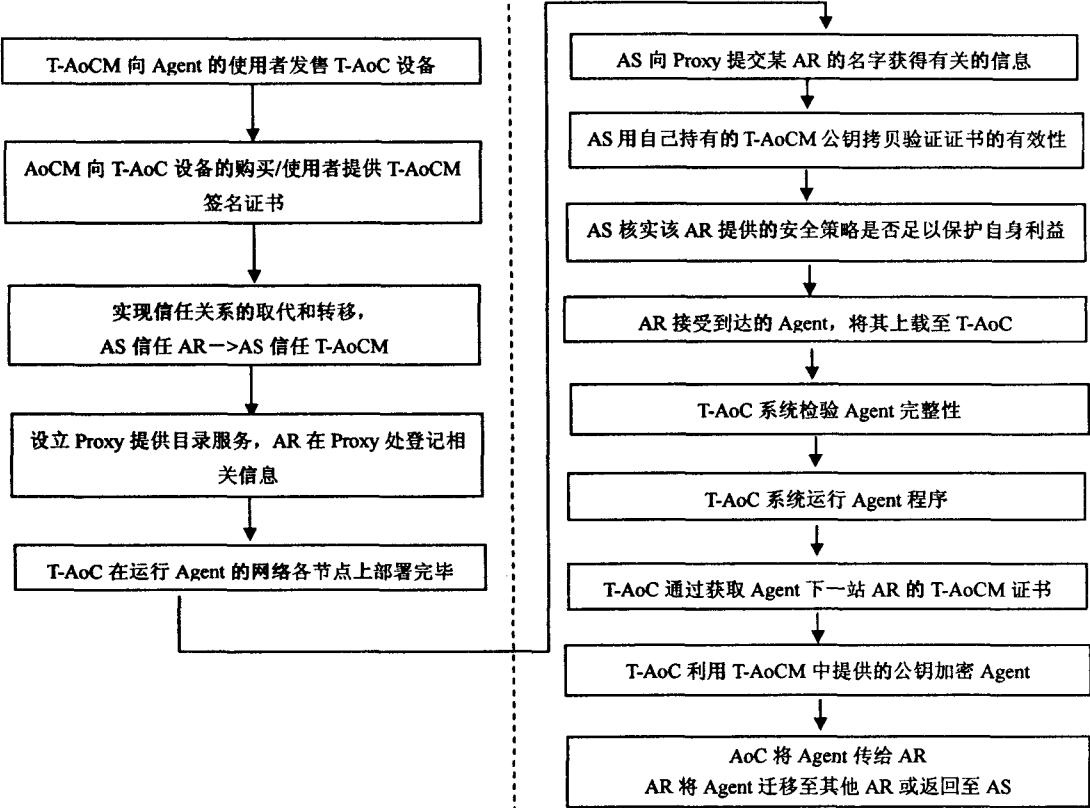 T-AoCM 向 Agent 的使用者发售 T-AoC 设备
AoCM 向 T-AoC 设备的购买/使用者提供 T-AoCM
签名证书
实现信任关系的取代和转移，
AS 信任 AR—>AS 信任 T-AoCM
设立 Proxy 提供目录服务，AR 在 Proxy 处登记相
关信息
T-AoC 在运行 Agent 的网络各节点上部署完毕
AS 向 Proxy 提交某 AR 的名字获得有关的信息
AS 用自己持有的 T-AoCM 公钥拷贝验证证书的有效性
AS 核实该 AR 提供的安全策略是否足以保护自身利益
AR 接受到达的 Agent，将其上载至 T-AoC
T-AoC 系统检验 Agent 完整性
T-AoC 系统运行 Agent 程序
T-AoC 通过获取 Agent 下一站 AR 的 T-AoCM 证书
T-AoC 利用 T-AoCM 中提供的公钥加密 Agent
AoC 将 Agent 传给 AR
AR 将 Agent 迁移至其他 AR 或返回至 AS